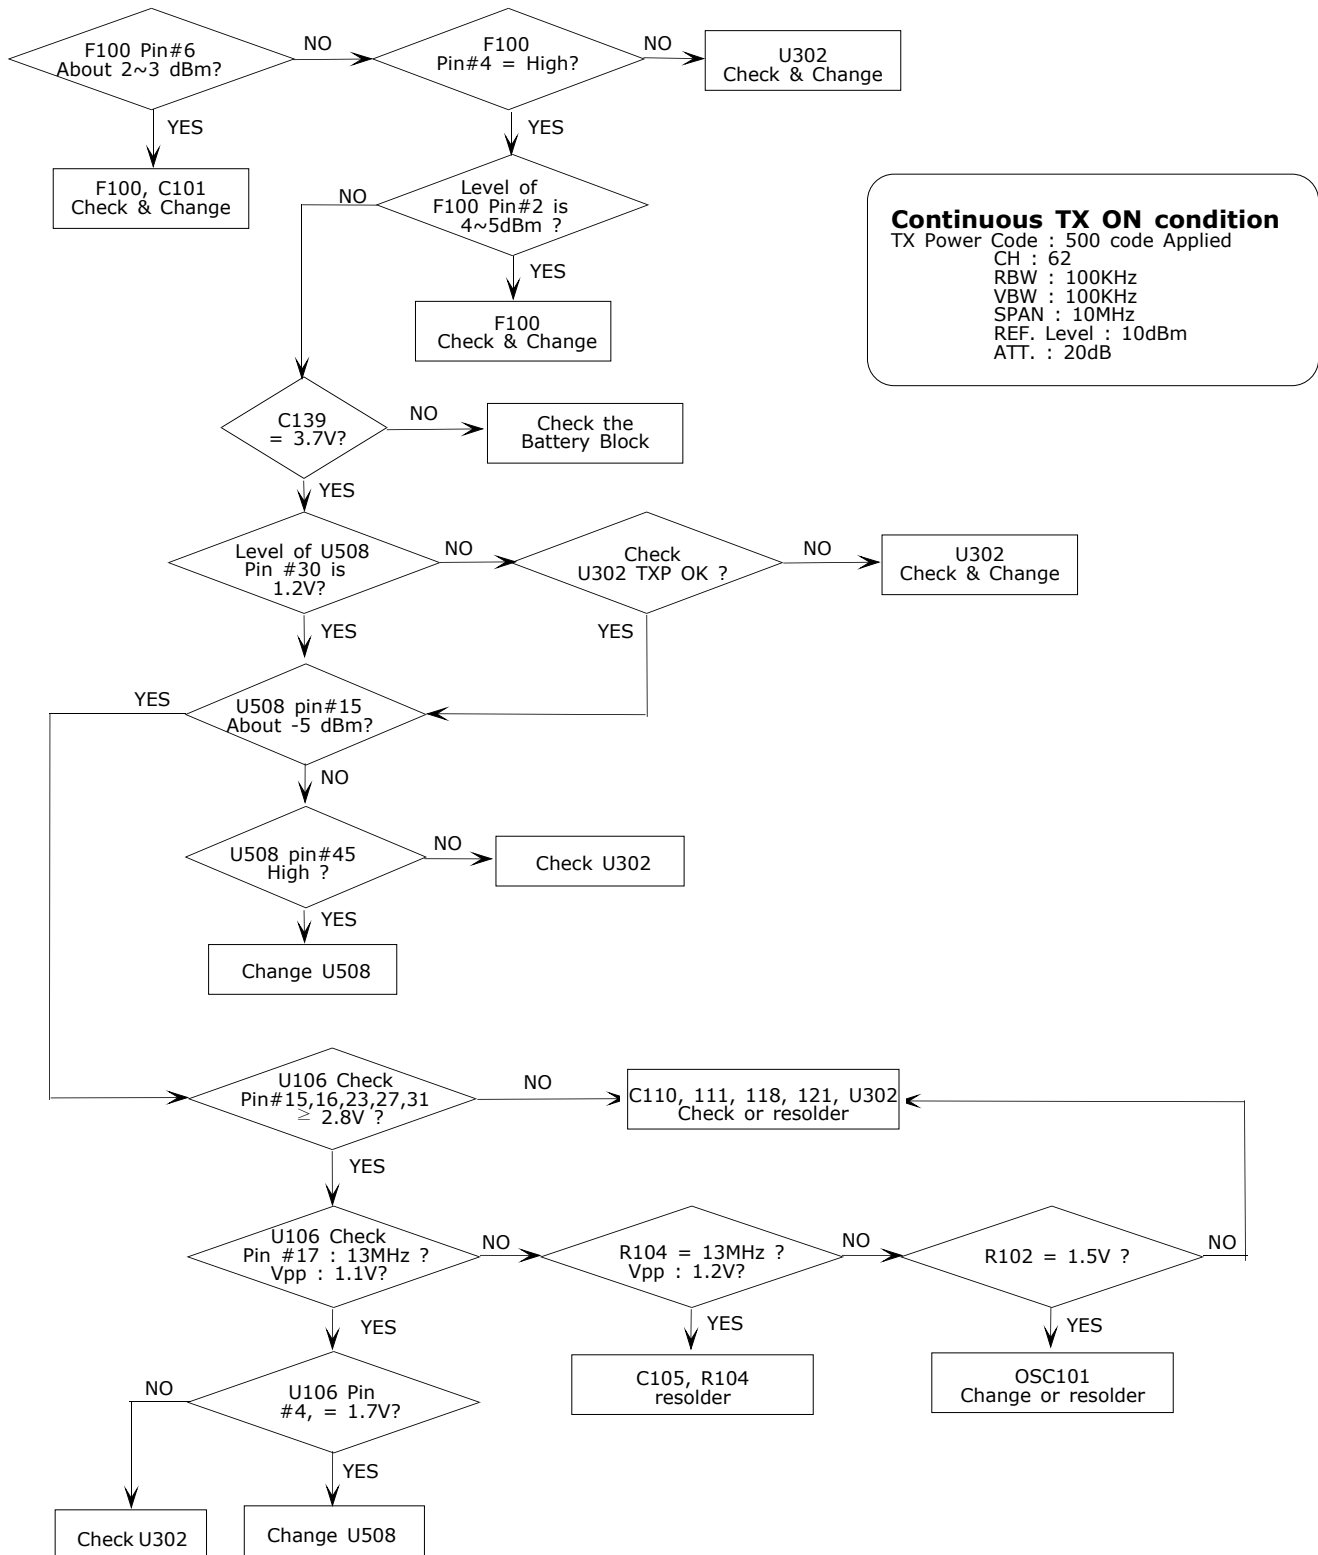 F100 Pin#6
About 2~3 dBm?
NO
F100
Pin#4 = High?
NO
U302
Check & Change
YES
F100, C101
Check & Change
YES
Level of
F100 Pin#2 is
4~5dBm ?
NO
YES
F100
Check & Change
Continuous TX ON condition
TX Power Code : 500 code Applied
CH : 62
RBW : 100KHz
VBW : 100KHz
SPAN : 10MHz
REF. Level : 10dBm
ATT. : 20dB
C139
= 3.7V?
NO
Check the
Battery Block
YES
Level of U508
Pin #30 is
1.2V?
NO
Check
U302 TXP OK ?
NO
U302
Check & Change
YES
YES
U508 pin#15
About -5 dBm?
YES
NO
U508 pin#45
High ?
NO
Check U302
YES
Change U508
U106 Check
Pin#15,16,23,27,31
≥ 2.8V ?
NO
C110, 111, 118, 121, U302
Check or resolder
YES
U106 Check
Pin #17 : 13MHz ?
Vpp : 1.1V?
NO
R104 = 13MHz ?
Vpp : 1.2V?
NO
R102 = 1.5V ?
NO
YES
YES
C105, R104
resolder
YES
OSC101
Change or resolder
U106 Pin
#4, = 1.7V?
NO
YES
Check U302
Change U508